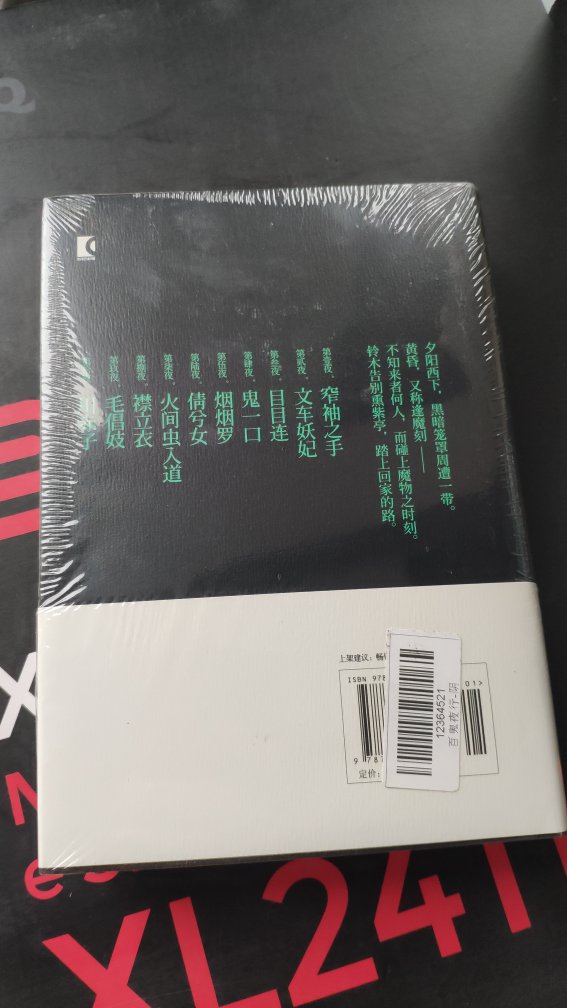 夕阳西下，黑暗笼罩周遭一带。
黄昏，又称逢魔刻——
不知来者何人，而碰上魔物之时刻。
铃木告别熏紫亭，踏上回家的路。
第壹夜。窄袖之手
第贰夜。文车妖妃
第叁夜。目目连
第肆夜。鬼一口
第伍夜。烟烟罗
第陆夜。倩兮女
第柒夜。火间虫入道
第捌夜。襟立衣
第玖夜。毛倡妓
上架建议：
ISBN 978
01>
9 787
定价：
12364521
百鬼夜行-阴
XL241